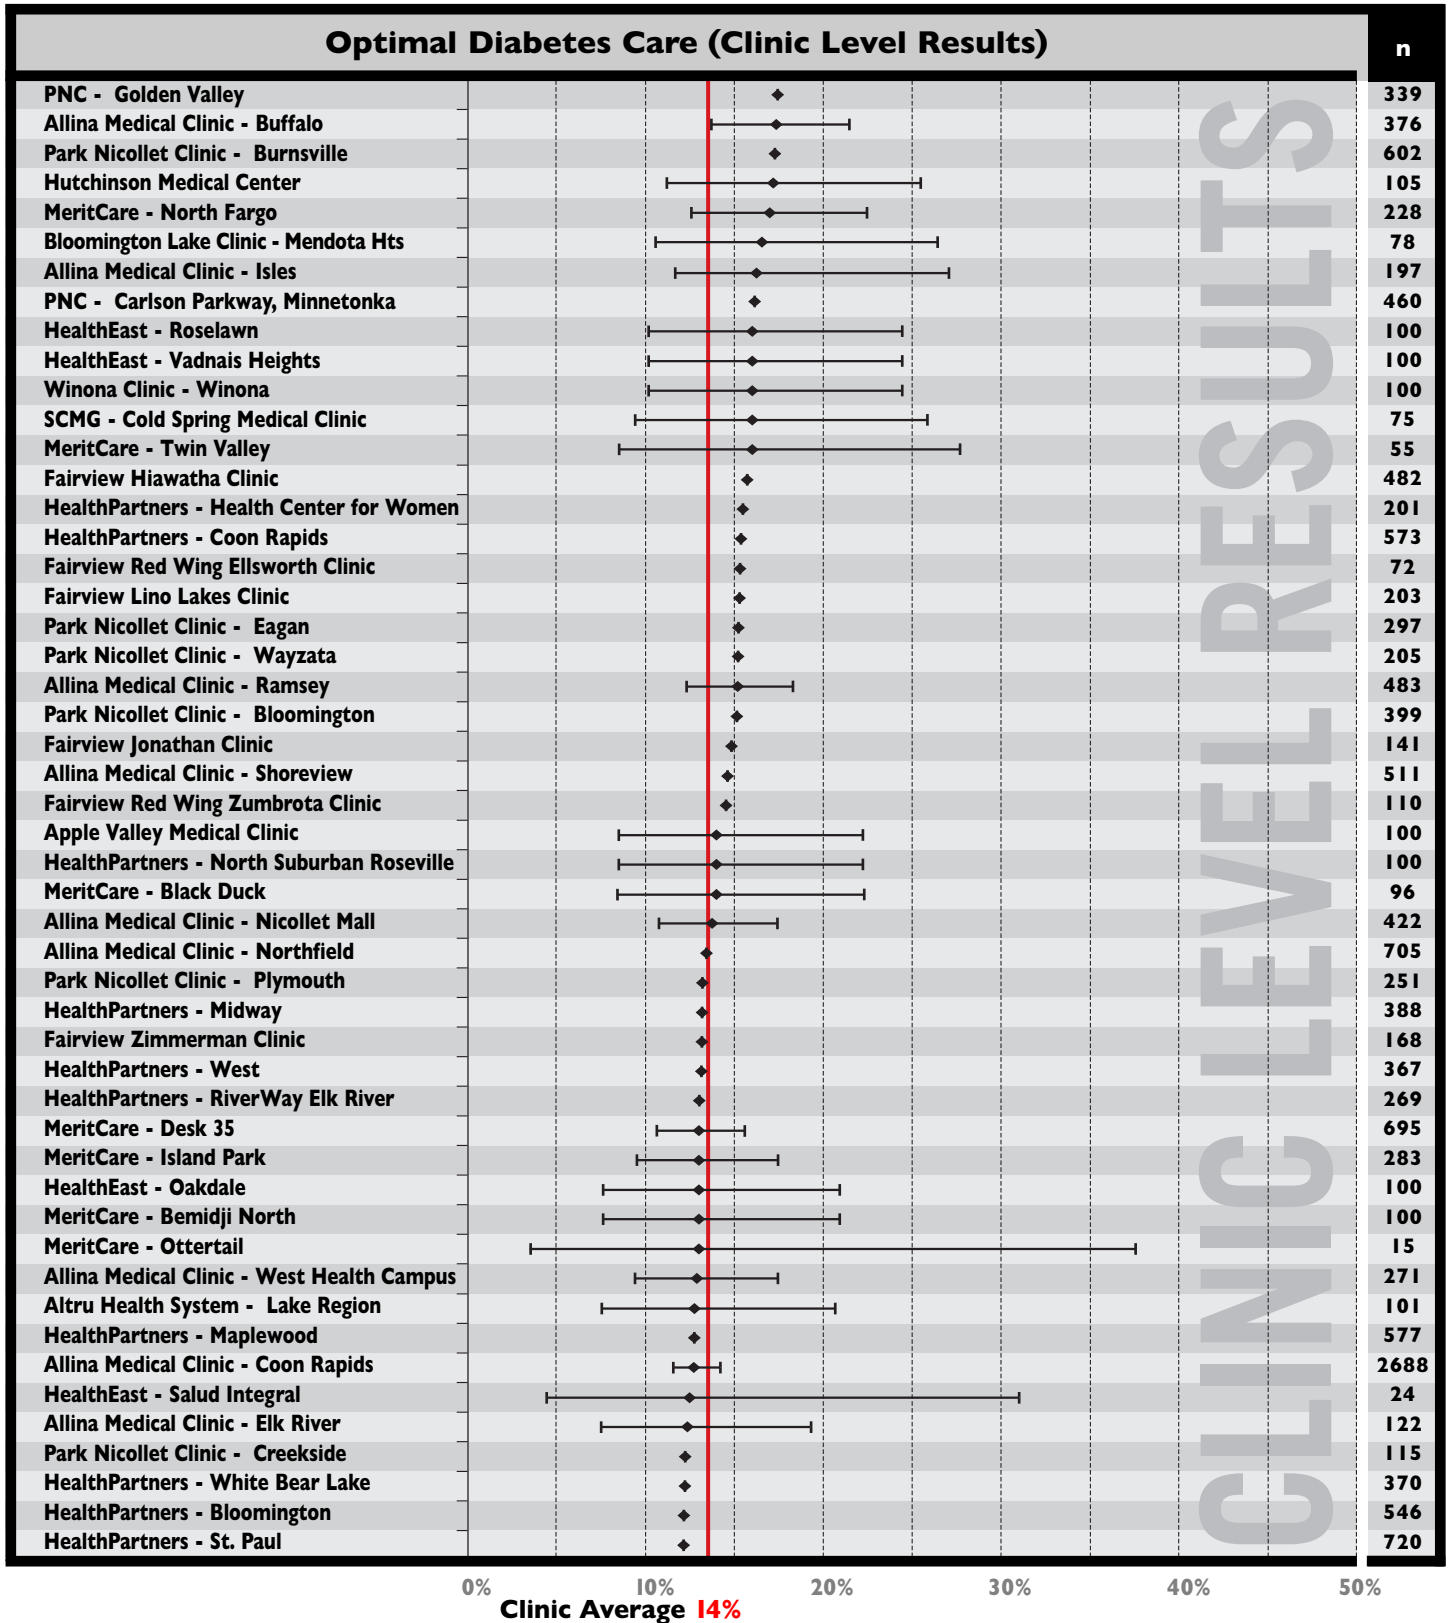 Optimal Diabetes Care (Clinic Level Results) n
PNC - Golden Valley 339
Allina Medical Clinic - Buffalo 376
Park Nicollet Clinic - Burnsville 602
Hutchinson Medical Center 105
MeritCare - North Fargo 228
Bloomington Lake Clinic - Mendota Hts 78
Allina Medical Clinic - Isles 197
PNC - Carlson Parkway, Minnetonka 460
HealthEast - Roselawn 100
HealthEast - Vadnais Heights 100
Winona Clinic - Winona 100
SCMG - Cold Spring Medical Clinic 75
MeritCare - Twin Valley 55
Fairview Hiawatha Clinic 482
HealthPartners - Health Center for Women 201
HealthPartners - Coon Rapids 573
Fairview Red Wing Ellsworth Clinic 72
Fairview Lino Lakes Clinic 203
Park Nicollet Clinic - Eagan 297
Park Nicollet Clinic - Wayzata 205
Allina Medical Clinic - Ramsey 483
Park Nicollet Clinic - Bloomington 399
Fairview Jonathan Clinic 141
Allina Medical Clinic - Shoreview 511
Fairview Red Wing Zumbrota Clinic 110
Apple Valley Medical Clinic 100
HealthPartners - North Suburban Roseville 100
MeritCare - Black Duck 96
Allina Medical Clinic - Nicollet Mall 422
Allina Medical Clinic - Northfield 705
Park Nicollet Clinic - Plymouth 251
HealthPartners - Midway 388
Fairview Zimmerman Clinic 168
HealthPartners - West 367
HealthPartners - RiverWay Elk River 269
MeritCare - Desk 35 695
MeritCare - Island Park 283
HealthEast - Oakdale 100
MeritCare - Bemidji North 100
MeritCare - Ottertail 15
Allina Medical Clinic - West Health Campus 271
Altru Health System - Lake Region 101
HealthPartners - Maplewood 577
Allina Medical Clinic - Coon Rapids 2688
HealthEast - Salud Integral 24
Allina Medical Clinic - Elk River 122
Park Nicollet Clinic - Creekside 115
HealthPartners - White Bear Lake 370
HealthPartners - Bloomington 546
HealthPartners - St. Paul 720
CLINIC LEVEL RESULTS
0% 10% 20% 30% 40% 50%
Clinic Average 14%